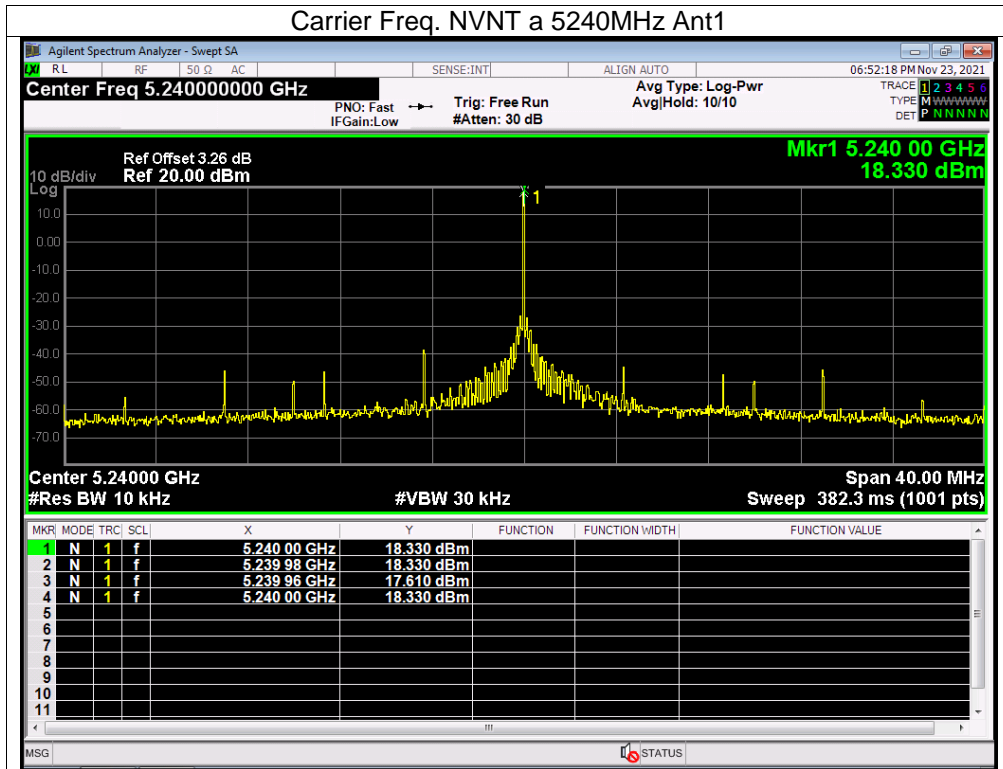 Carrier Freq. NVNT a 5240MHz Ant1
Agilent Spectrum Analyzer - Swept SA
LXI RL RF 50 Ω AC SENSE:INT ALIGN AUTO 06:52:18 PM Nov 23, 2021
Center Freq 5.240000000 GHz
PNO: Fast
IFGain:Low
Trig: Free Run
#Atten: 30 dB
Avg Type: Log-Pwr
Avg|Hold: 10/10
TRACE 1 2 3 4 5 6
TYPE M WWWWW
DET P N N N N N
Mkr1 5.240 00 GHz
18.330 dBm
Ref Offset 3.26 dB
10 dB/div Ref 20.00 dBm
Log
1
10.0
0.00
-10.0
-20.0
-30.0
-40.0
-50.0
-60.0
-70.0
Center 5.24000 GHz Span 40.00 MHz
#Res BW 10 kHz #VBW 30 kHz Sweep 382.3 ms (1001 pts)
MKR MODE TRC SCL X Y FUNCTION FUNCTION WIDTH FUNCTION VALUE
1 N 1 f 5.240 00 GHz 18.330 dBm
2 N 1 f 5.239 98 GHz 18.330 dBm
3 N 1 f 5.239 96 GHz 17.610 dBm
4 N 1 f 5.240 00 GHz 18.330 dBm
5
6
7
8
9
10
11
MSG STATUS